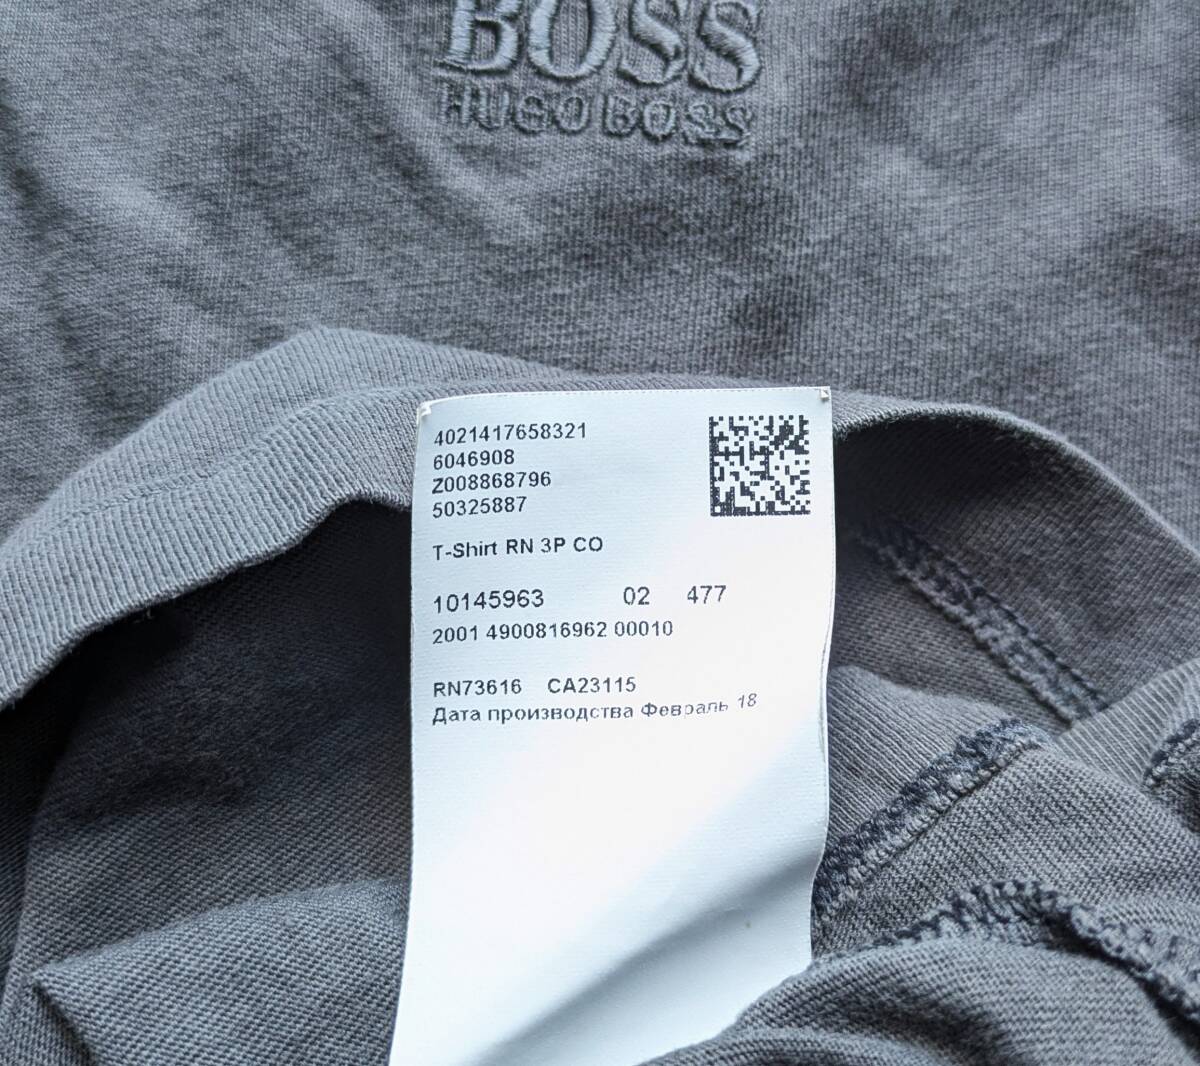 BOSS
HUGO BOSS
4021417658321
6046908
Z008868796
50325887
T-Shirt RN 3P CO
10145963 02 477
2001 4900816962 00010
RN73616 CA23115
Дата производства Февраль 18